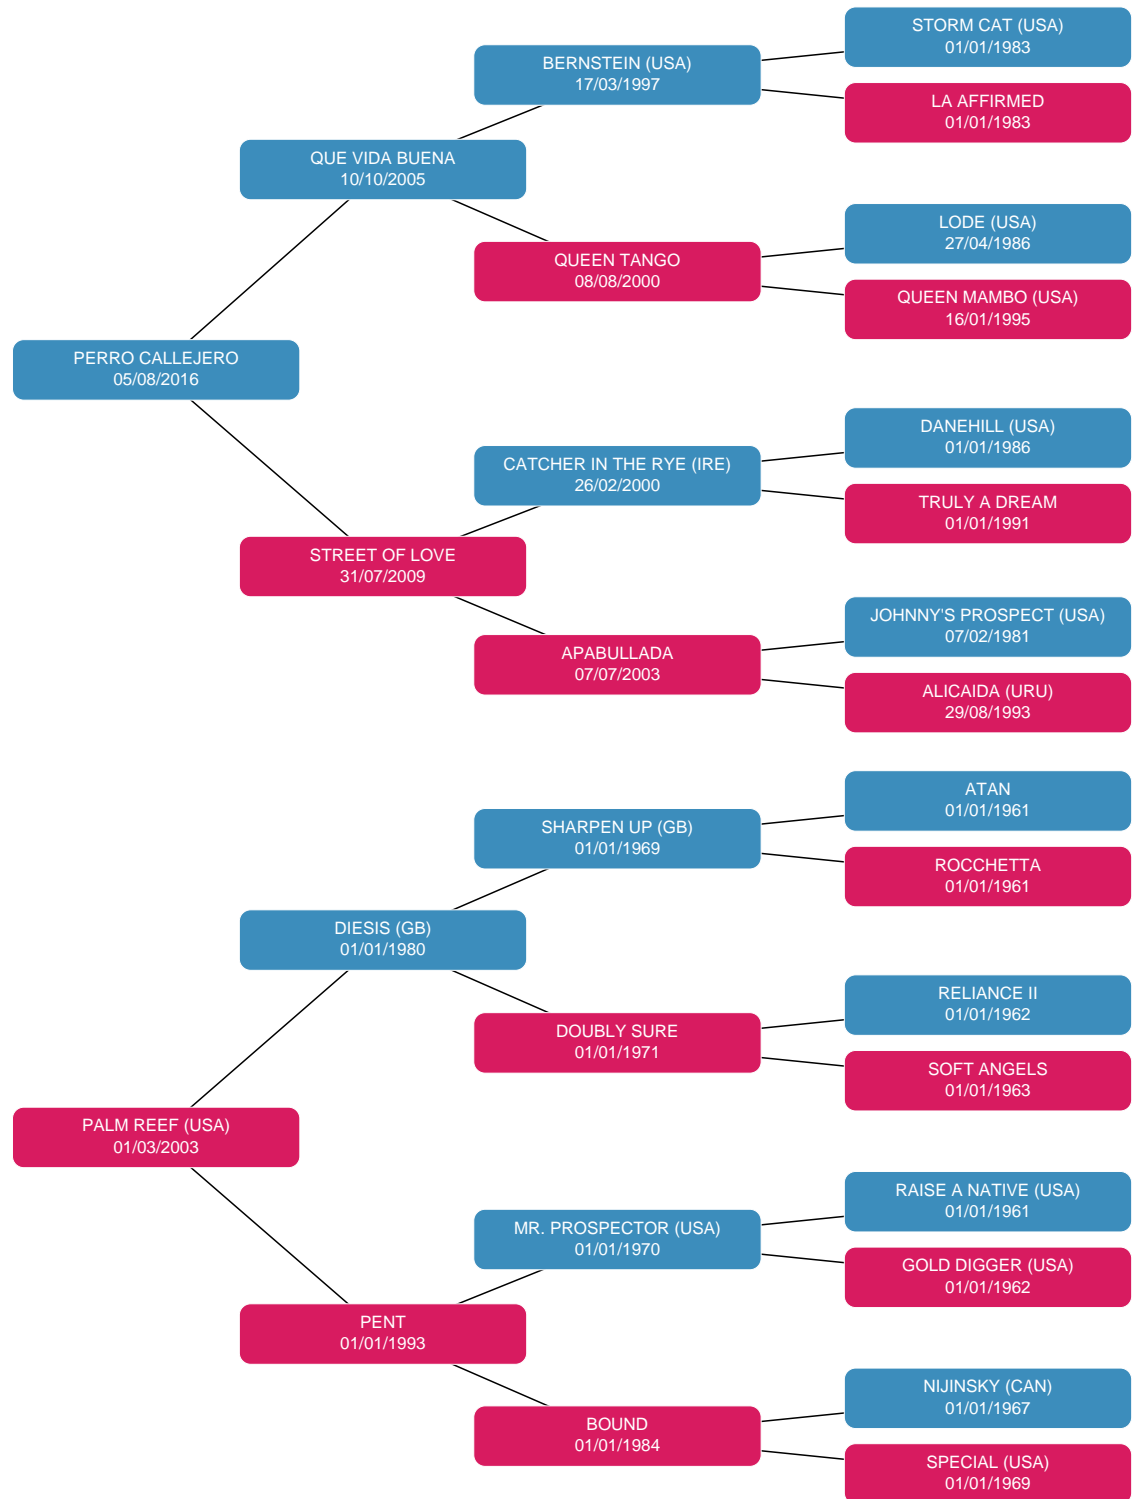 STORM CAT (USA)
01/01/1983
BERNSTEIN (USA)
17/03/1997
LA AFFIRMED
01/01/1983
QUE VIDA BUENA
10/10/2005
LODE (USA)
27/04/1986
QUEEN TANGO
08/08/2000
QUEEN MAMBO (USA)
16/01/1995
PERRO CALLEJERO
05/08/2016
DANEHILL (USA)
01/01/1986
CATCHER IN THE RYE (IRE)
26/02/2000
TRULY A DREAM
01/01/1991
STREET OF LOVE
31/07/2009
JOHNNY'S PROSPECT (USA)
07/02/1981
APABULLADA
07/07/2003
ALICAIDA (URU)
29/08/1993
ATAN
01/01/1961
SHARPEN UP (GB)
01/01/1969
ROCCHETTA
01/01/1961
DIESIS (GB)
01/01/1980
RELIANCE II
01/01/1962
DOUBLY SURE
01/01/1971
SOFT ANGELS
01/01/1963
PALM REEF (USA)
01/03/2003
RAISE A NATIVE (USA)
01/01/1961
MR. PROSPECTOR (USA)
01/01/1970
GOLD DIGGER (USA)
01/01/1962
PENT
01/01/1993
NIJINSKY (CAN)
01/01/1967
BOUND
01/01/1984
SPECIAL (USA)
01/01/1969